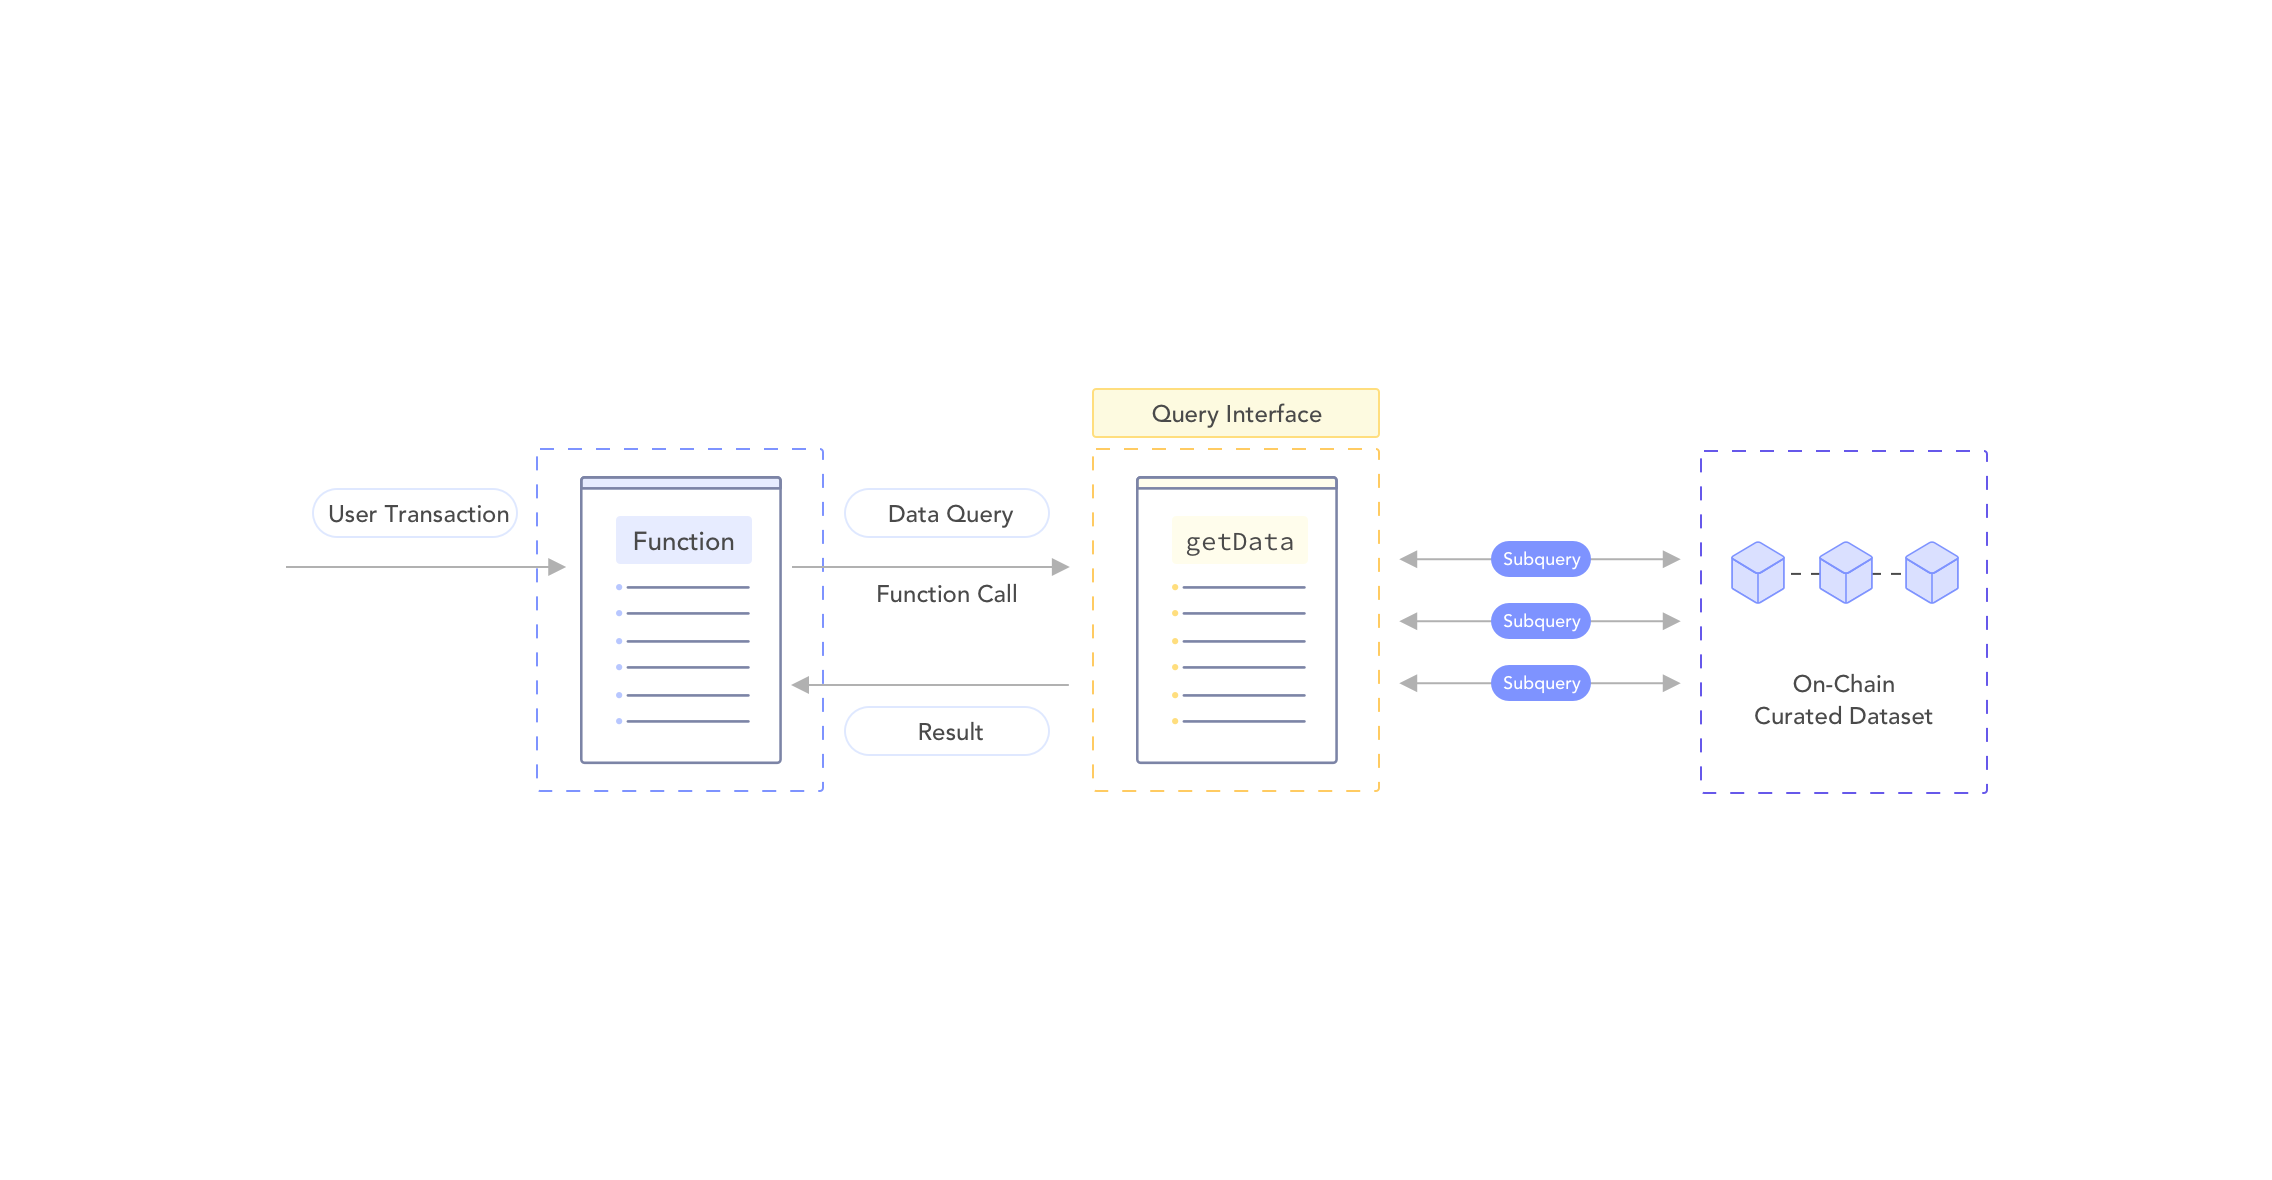 Query Interface
User Transaction
Function
Data Query
Function Call
Result
getData
Subquery
Subquery
Subquery
On-Chain
Curated Dataset